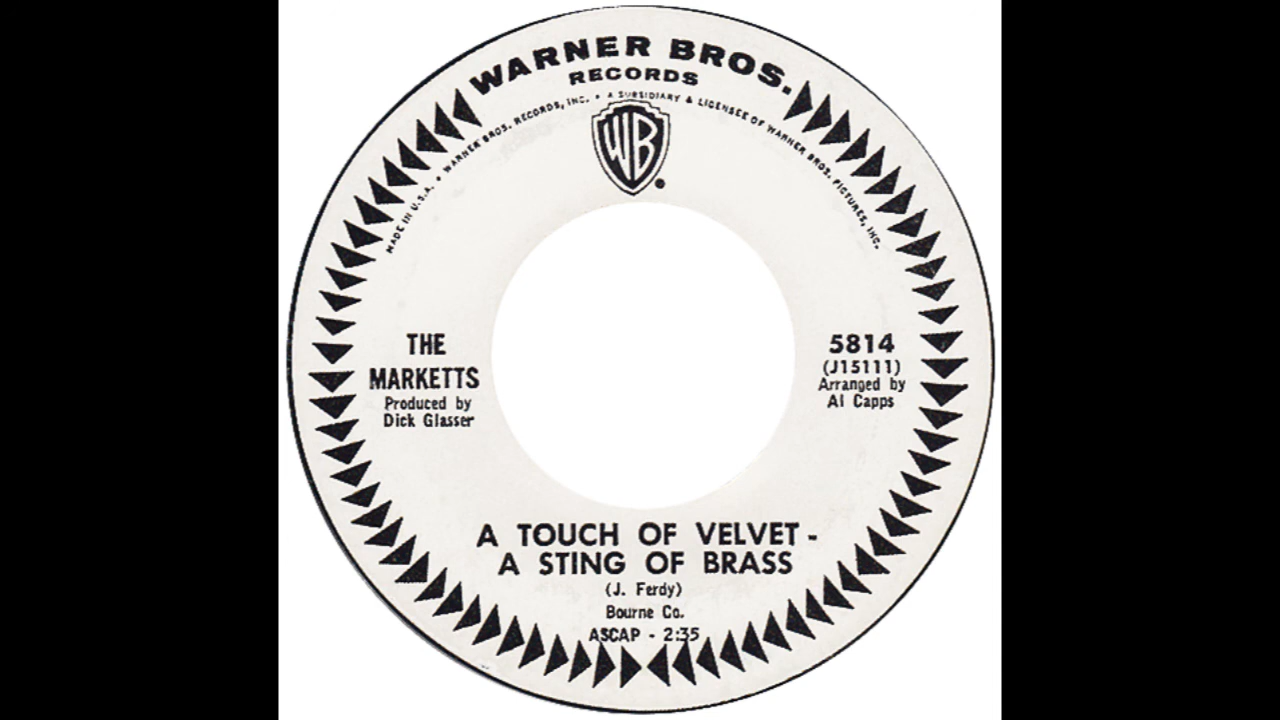 WARNER BROS.
RECORDS
MADE IN U.S.A. • WARNER BROS. RECORDS, INC. • A SUBSIDIARY & LICENSEE OF WARNER BROS. PICTURES, INC.
WB
THE
MARKETTS
Produced by
Dick Glasser
5814
(J15111)
Arranged by
Al Capps
A TOUCH OF VELVET -
A STING OF BRASS
(J. Ferdy)
Bourne Co.
ASCAP - 2:35